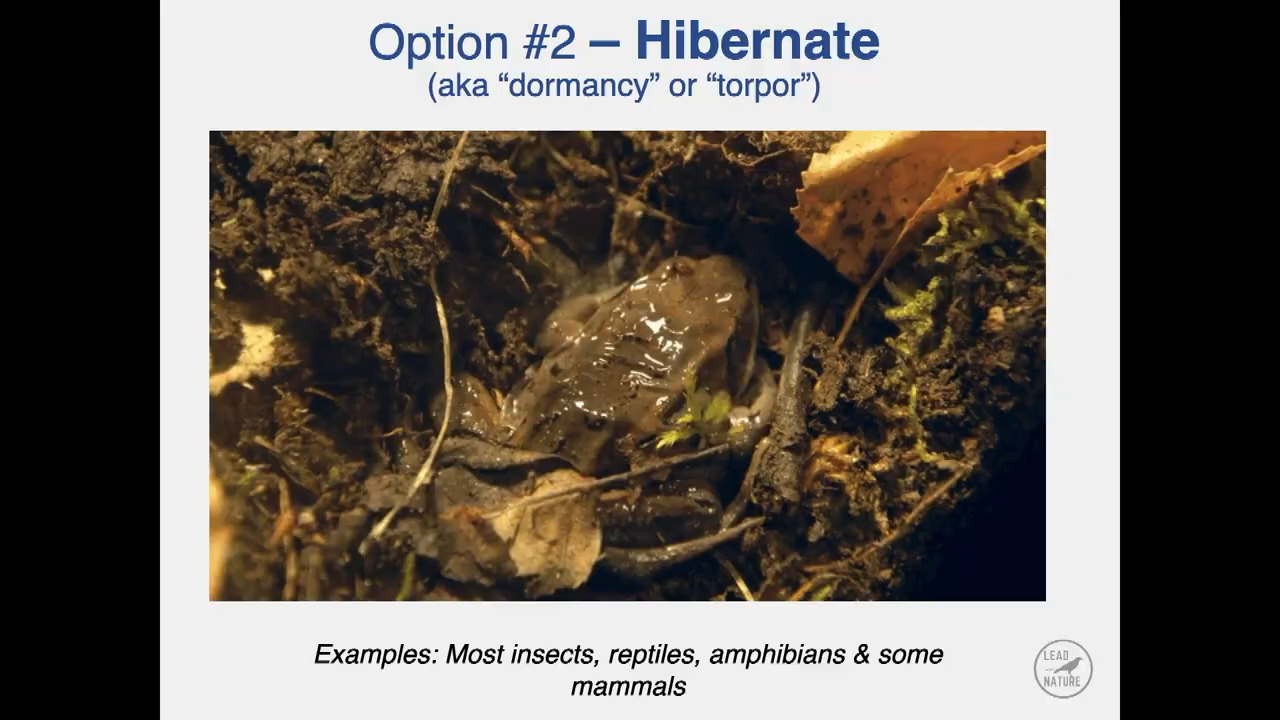 Option #2 – Hibernate
(aka “dormancy” or “torpor”)
Examples: Most insects, reptiles, amphibians & some
mammals
LEAD
NATURE